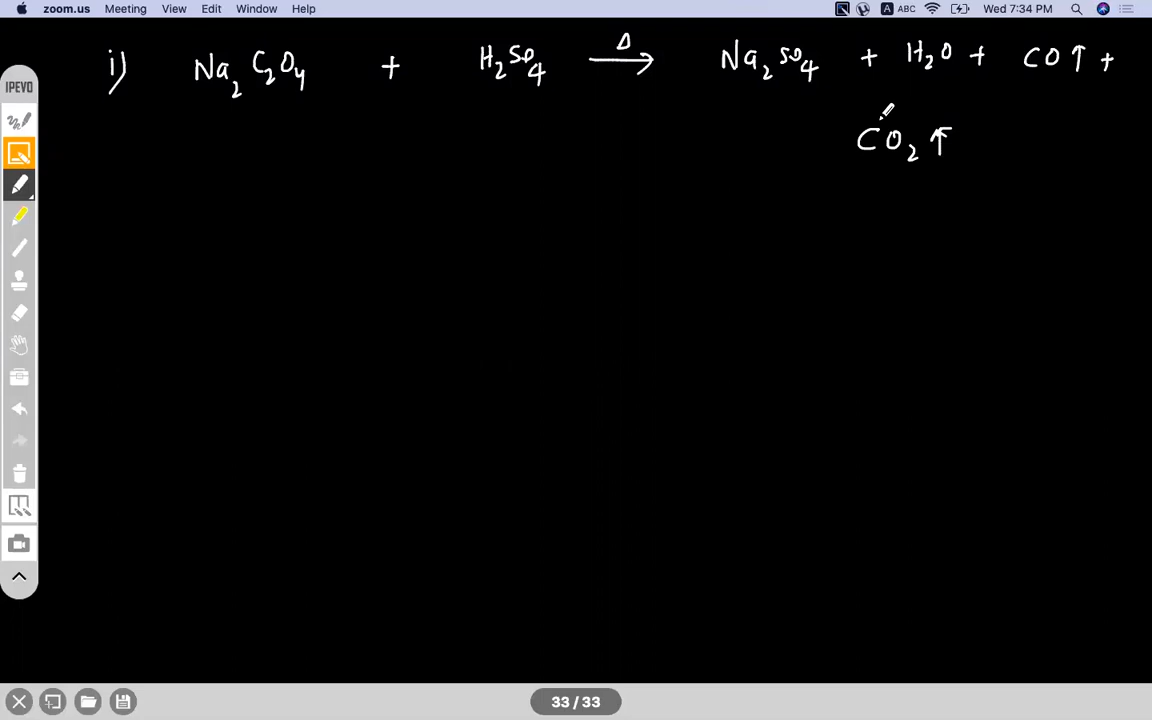 zoom.us Meeting View Edit Window Help A ABC Wed 7:34 PM
IPEVO
i) Na₂C₂O₄ + H₂SO₄ —Δ→ Na₂SO₄ + H₂O + CO↑ +
CO₂↑
33 / 33